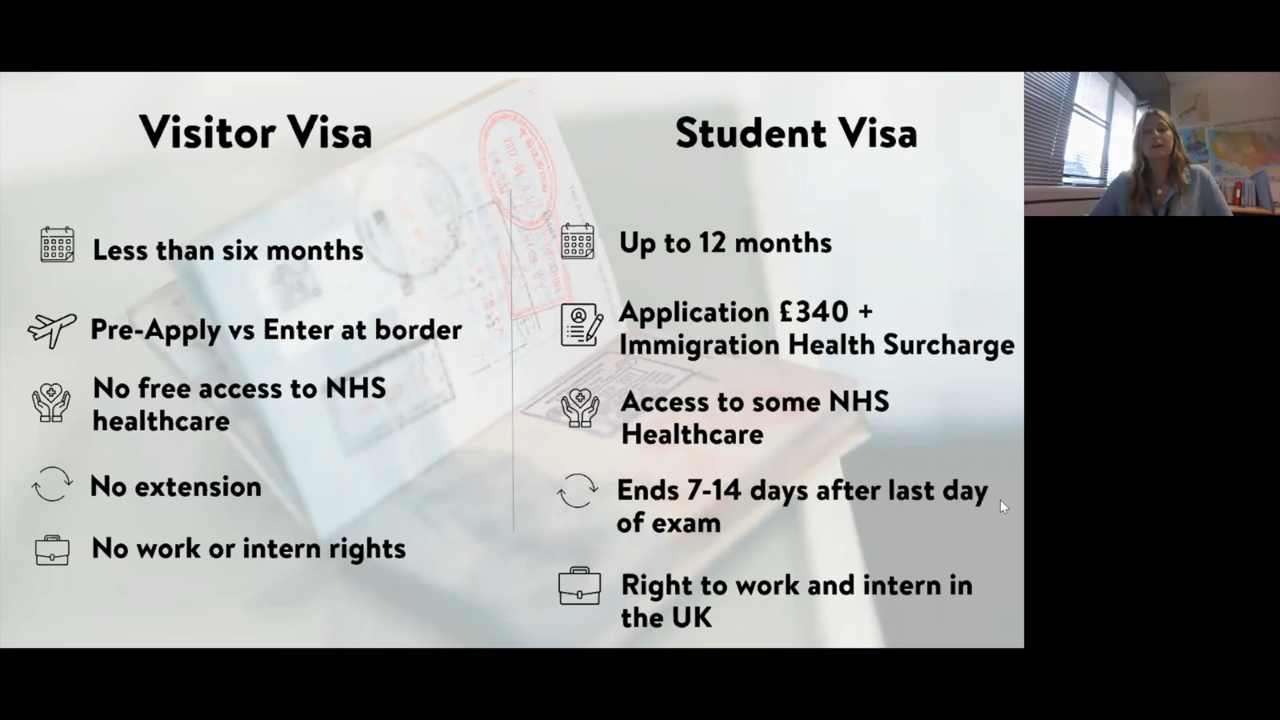 Visitor Visa
Less than six months
Pre-Apply vs Enter at border
No free access to NHS
healthcare
No extension
No work or intern rights
Student Visa
Up to 12 months
Application £340 +
Immigration Health Surcharge
Access to some NHS
Healthcare
Ends 7-14 days after last day
of exam
Right to work and intern in
the UK